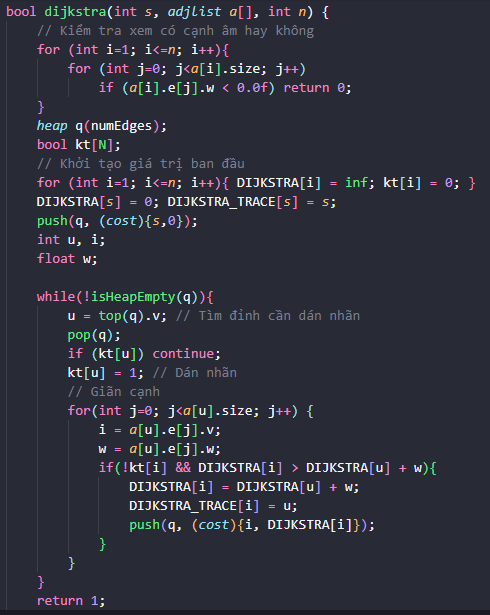 bool dijkstra(int s, adjlist a[], int n) {
// Kiểm tra xem có cạnh âm hay không
for (int i=1; i<=n; i++){
for (int j=0; j<a[i].size; j++)
if (a[i].e[j].w < 0.0f) return 0;
}
heap q(numEdges);
bool kt[N];
// Khởi tạo giá trị ban đầu
for (int i=1; i<=n; i++){ DIJKSTRA[i] = inf; kt[i] = 0; }
DIJKSTRA[s] = 0; DIJKSTRA_TRACE[s] = s;
push(q, (cost){s,0});
int u, i;
float w;
while(!isHeapEmpty(q)){
u = top(q).v; // Tìm đỉnh cần dán nhãn
pop(q);
if (kt[u]) continue;
kt[u] = 1; // Dán nhãn
// Giãn cạnh
for(int j=0; j<a[u].size; j++) {
i = a[u].e[j].v;
w = a[u].e[j].w;
if(!kt[i] && DIJKSTRA[i] > DIJKSTRA[u] + w){
DIJKSTRA[i] = DIJKSTRA[u] + w;
DIJKSTRA_TRACE[i] = u;
push(q, (cost){i, DIJKSTRA[i]});
}
}
}
return 1;